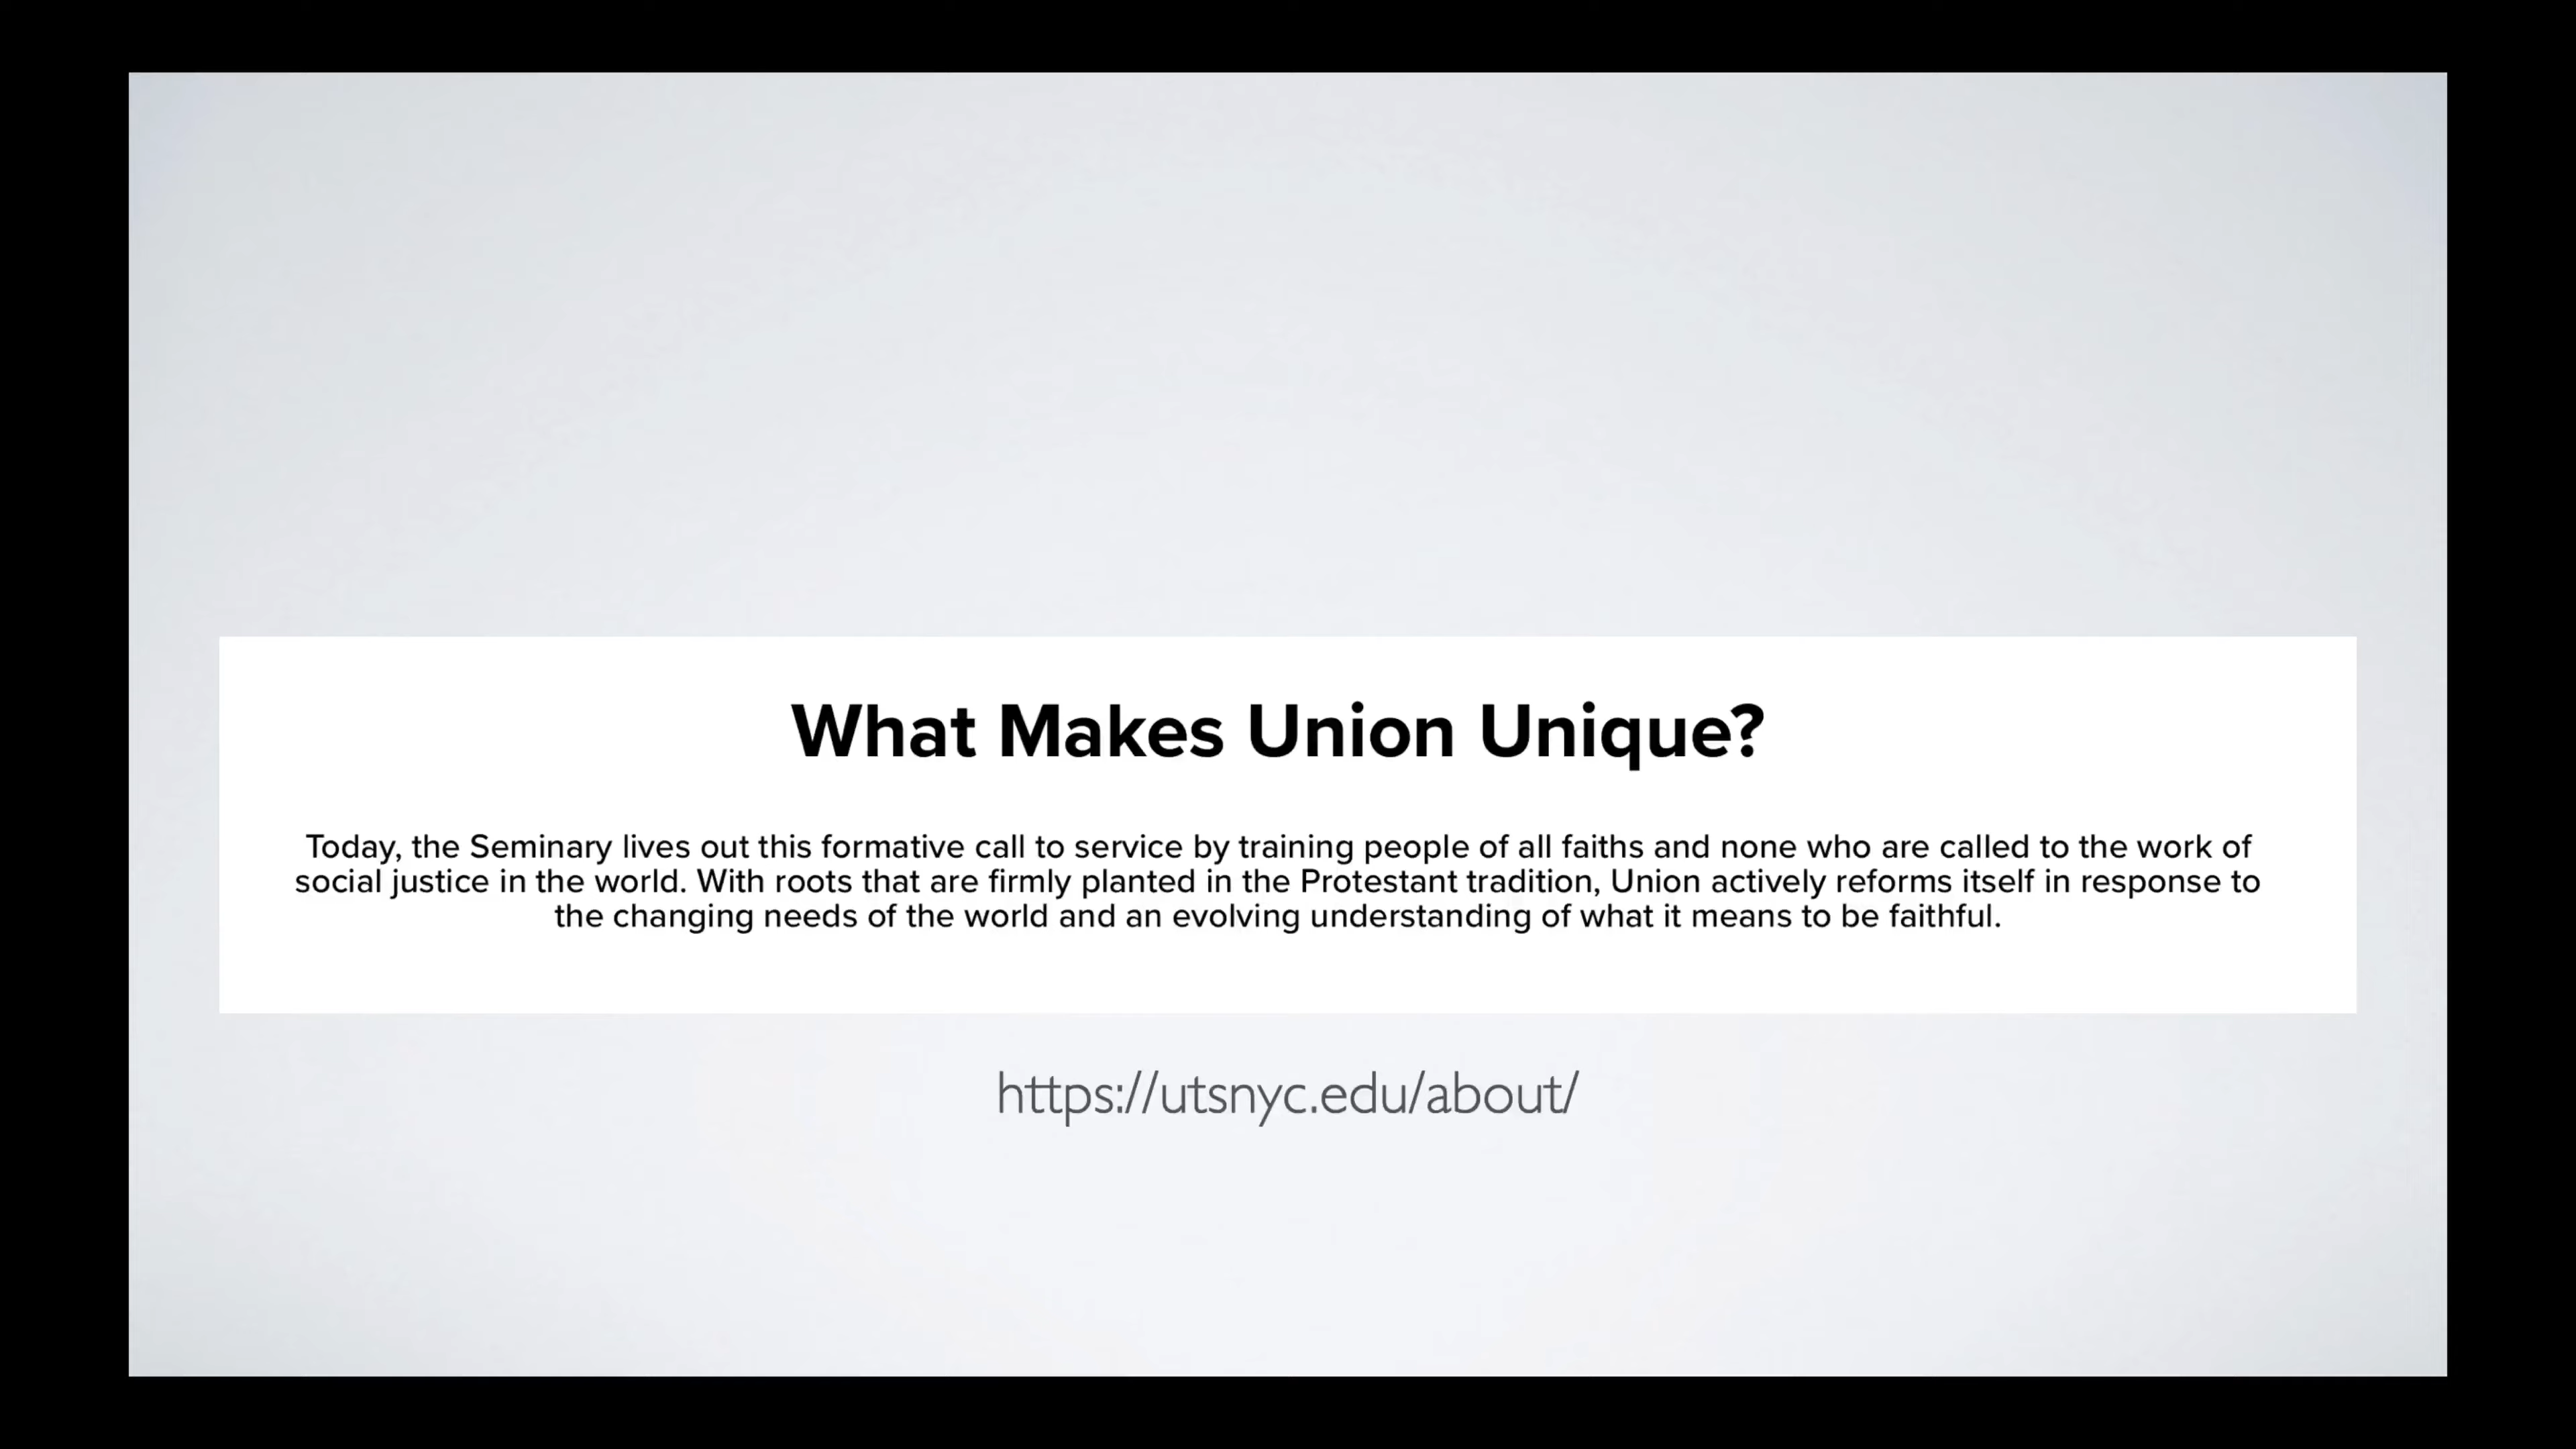 What Makes Union Unique?
Today, the Seminary lives out this formative call to service by training people of all faiths and none who are called to the work of
social justice in the world. With roots that are firmly planted in the Protestant tradition, Union actively reforms itself in response to
the changing needs of the world and an evolving understanding of what it means to be faithful.
https://utsnyc.edu/about/